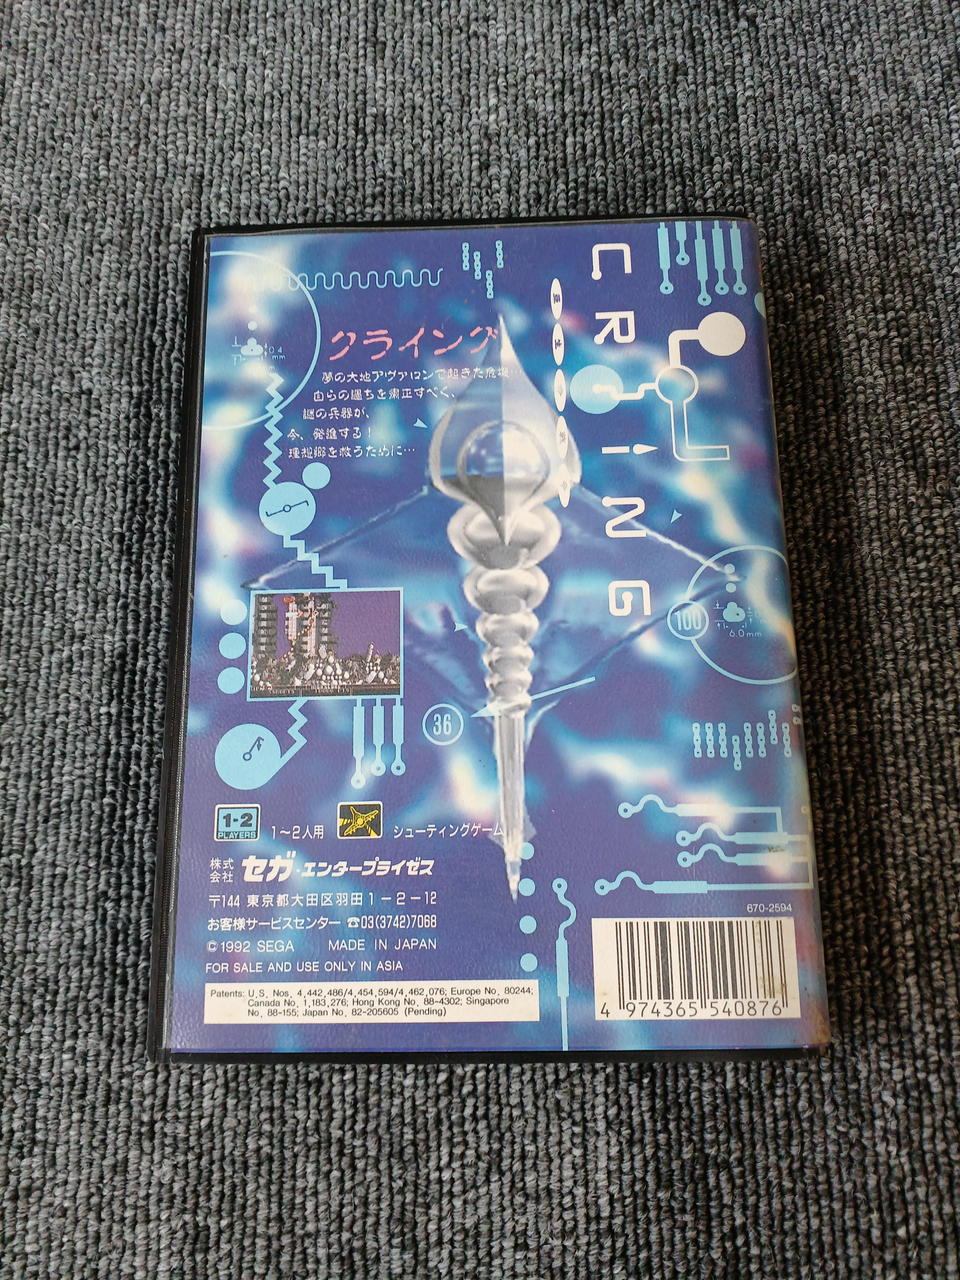 CRYING
クライング
夢の大地アヴァロンで起きた危機…
自らの過ちを粛正すべく、
謎の兵器が、
今、発進する!
理想郷を救うために…
0.4
mm
100
6.0mm
36
1-2
PLAYERS
1〜2人用
シューティングゲーム
株式会社 セガ・エンタープライゼス
〒144 東京都大田区羽田1-2-12
お客様サービスセンター ☎03(3742)7068
©1992 SEGA MADE IN JAPAN
FOR SALE AND USE ONLY IN ASIA
Patents: U.S. Nos. 4,442,486/4,454,594/4,462,076; Europe No. 80244;
Canada No. 1,183,276; Hong Kong No. 88-4302; Singapore
No. 88-155; Japan No. 82-205605 (Pending)
670-2594
4 974365 540876